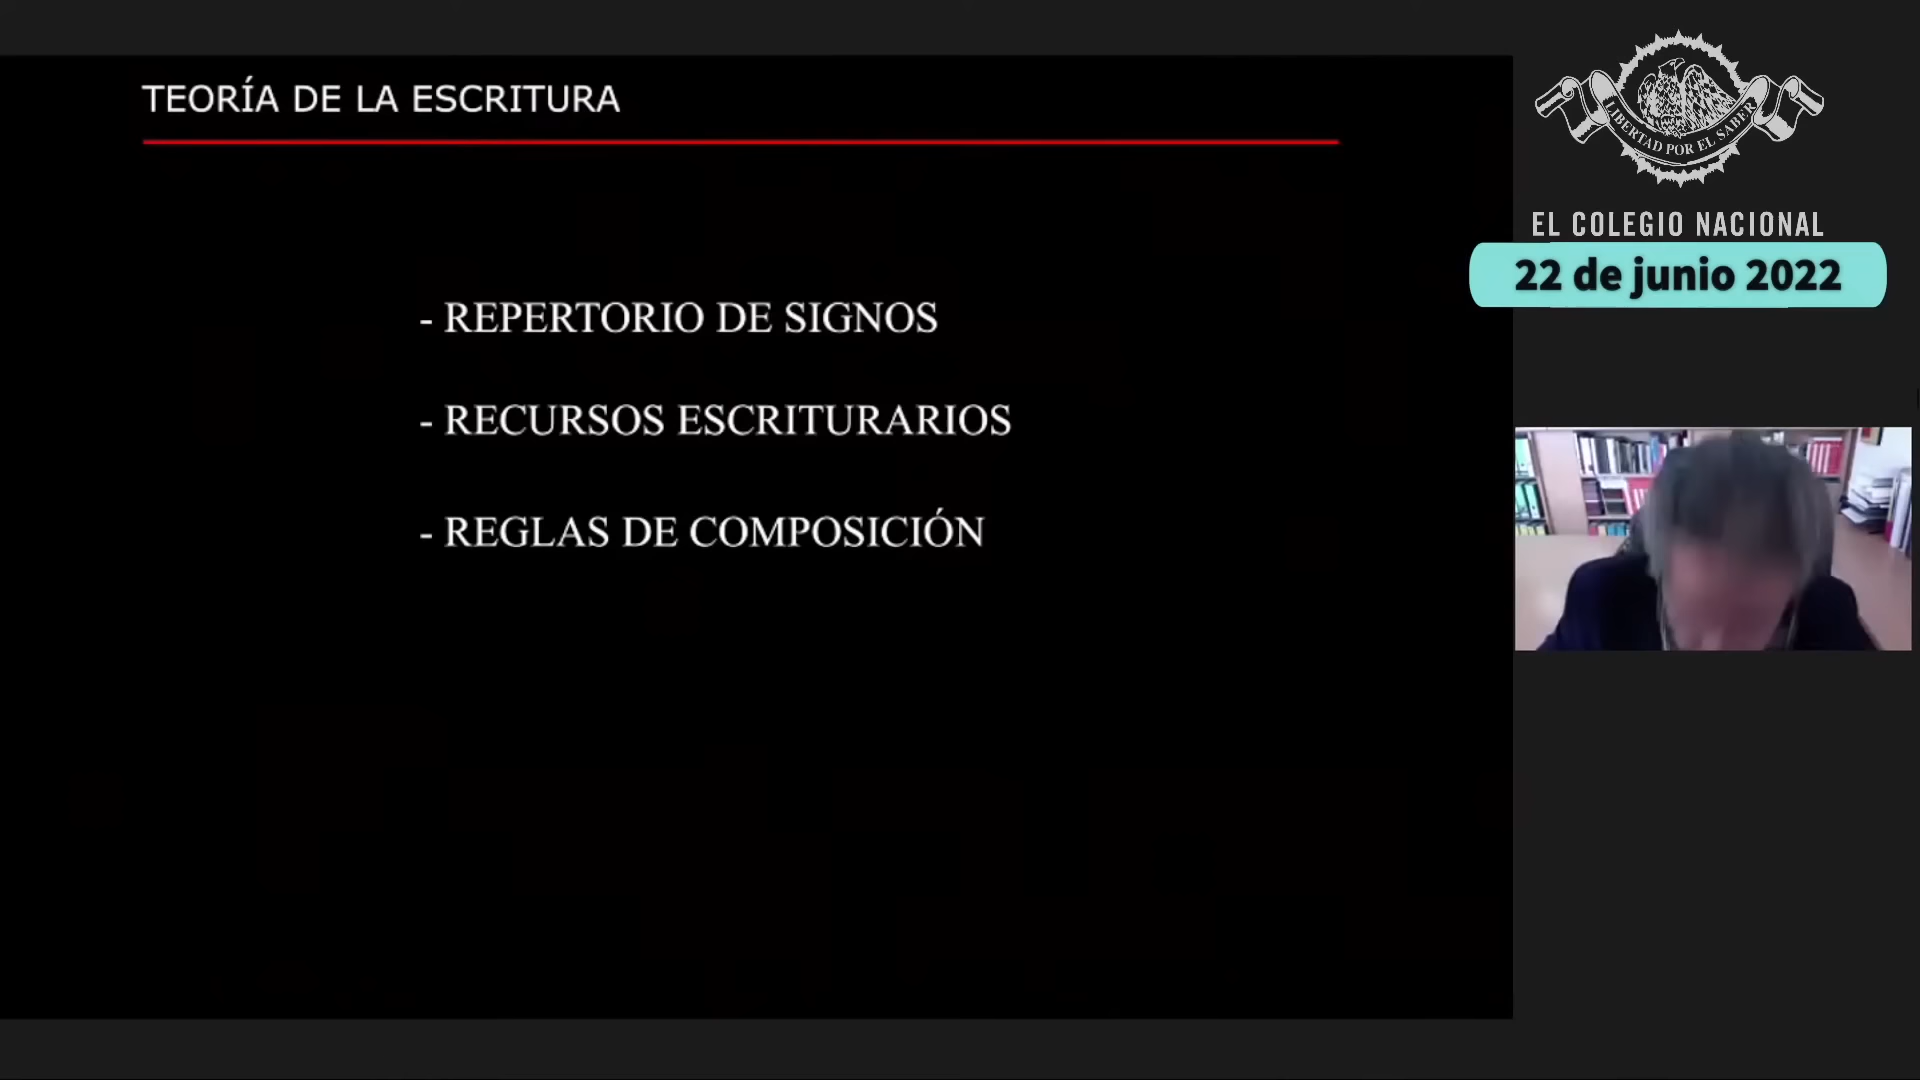 TEORÍA DE LA ESCRITURA
- REPERTORIO DE SIGNOS
- RECURSOS ESCRITURARIOS
- REGLAS DE COMPOSICIÓN
LIBERTAD POR EL SABER
EL COLEGIO NACIONAL
22 de junio 2022